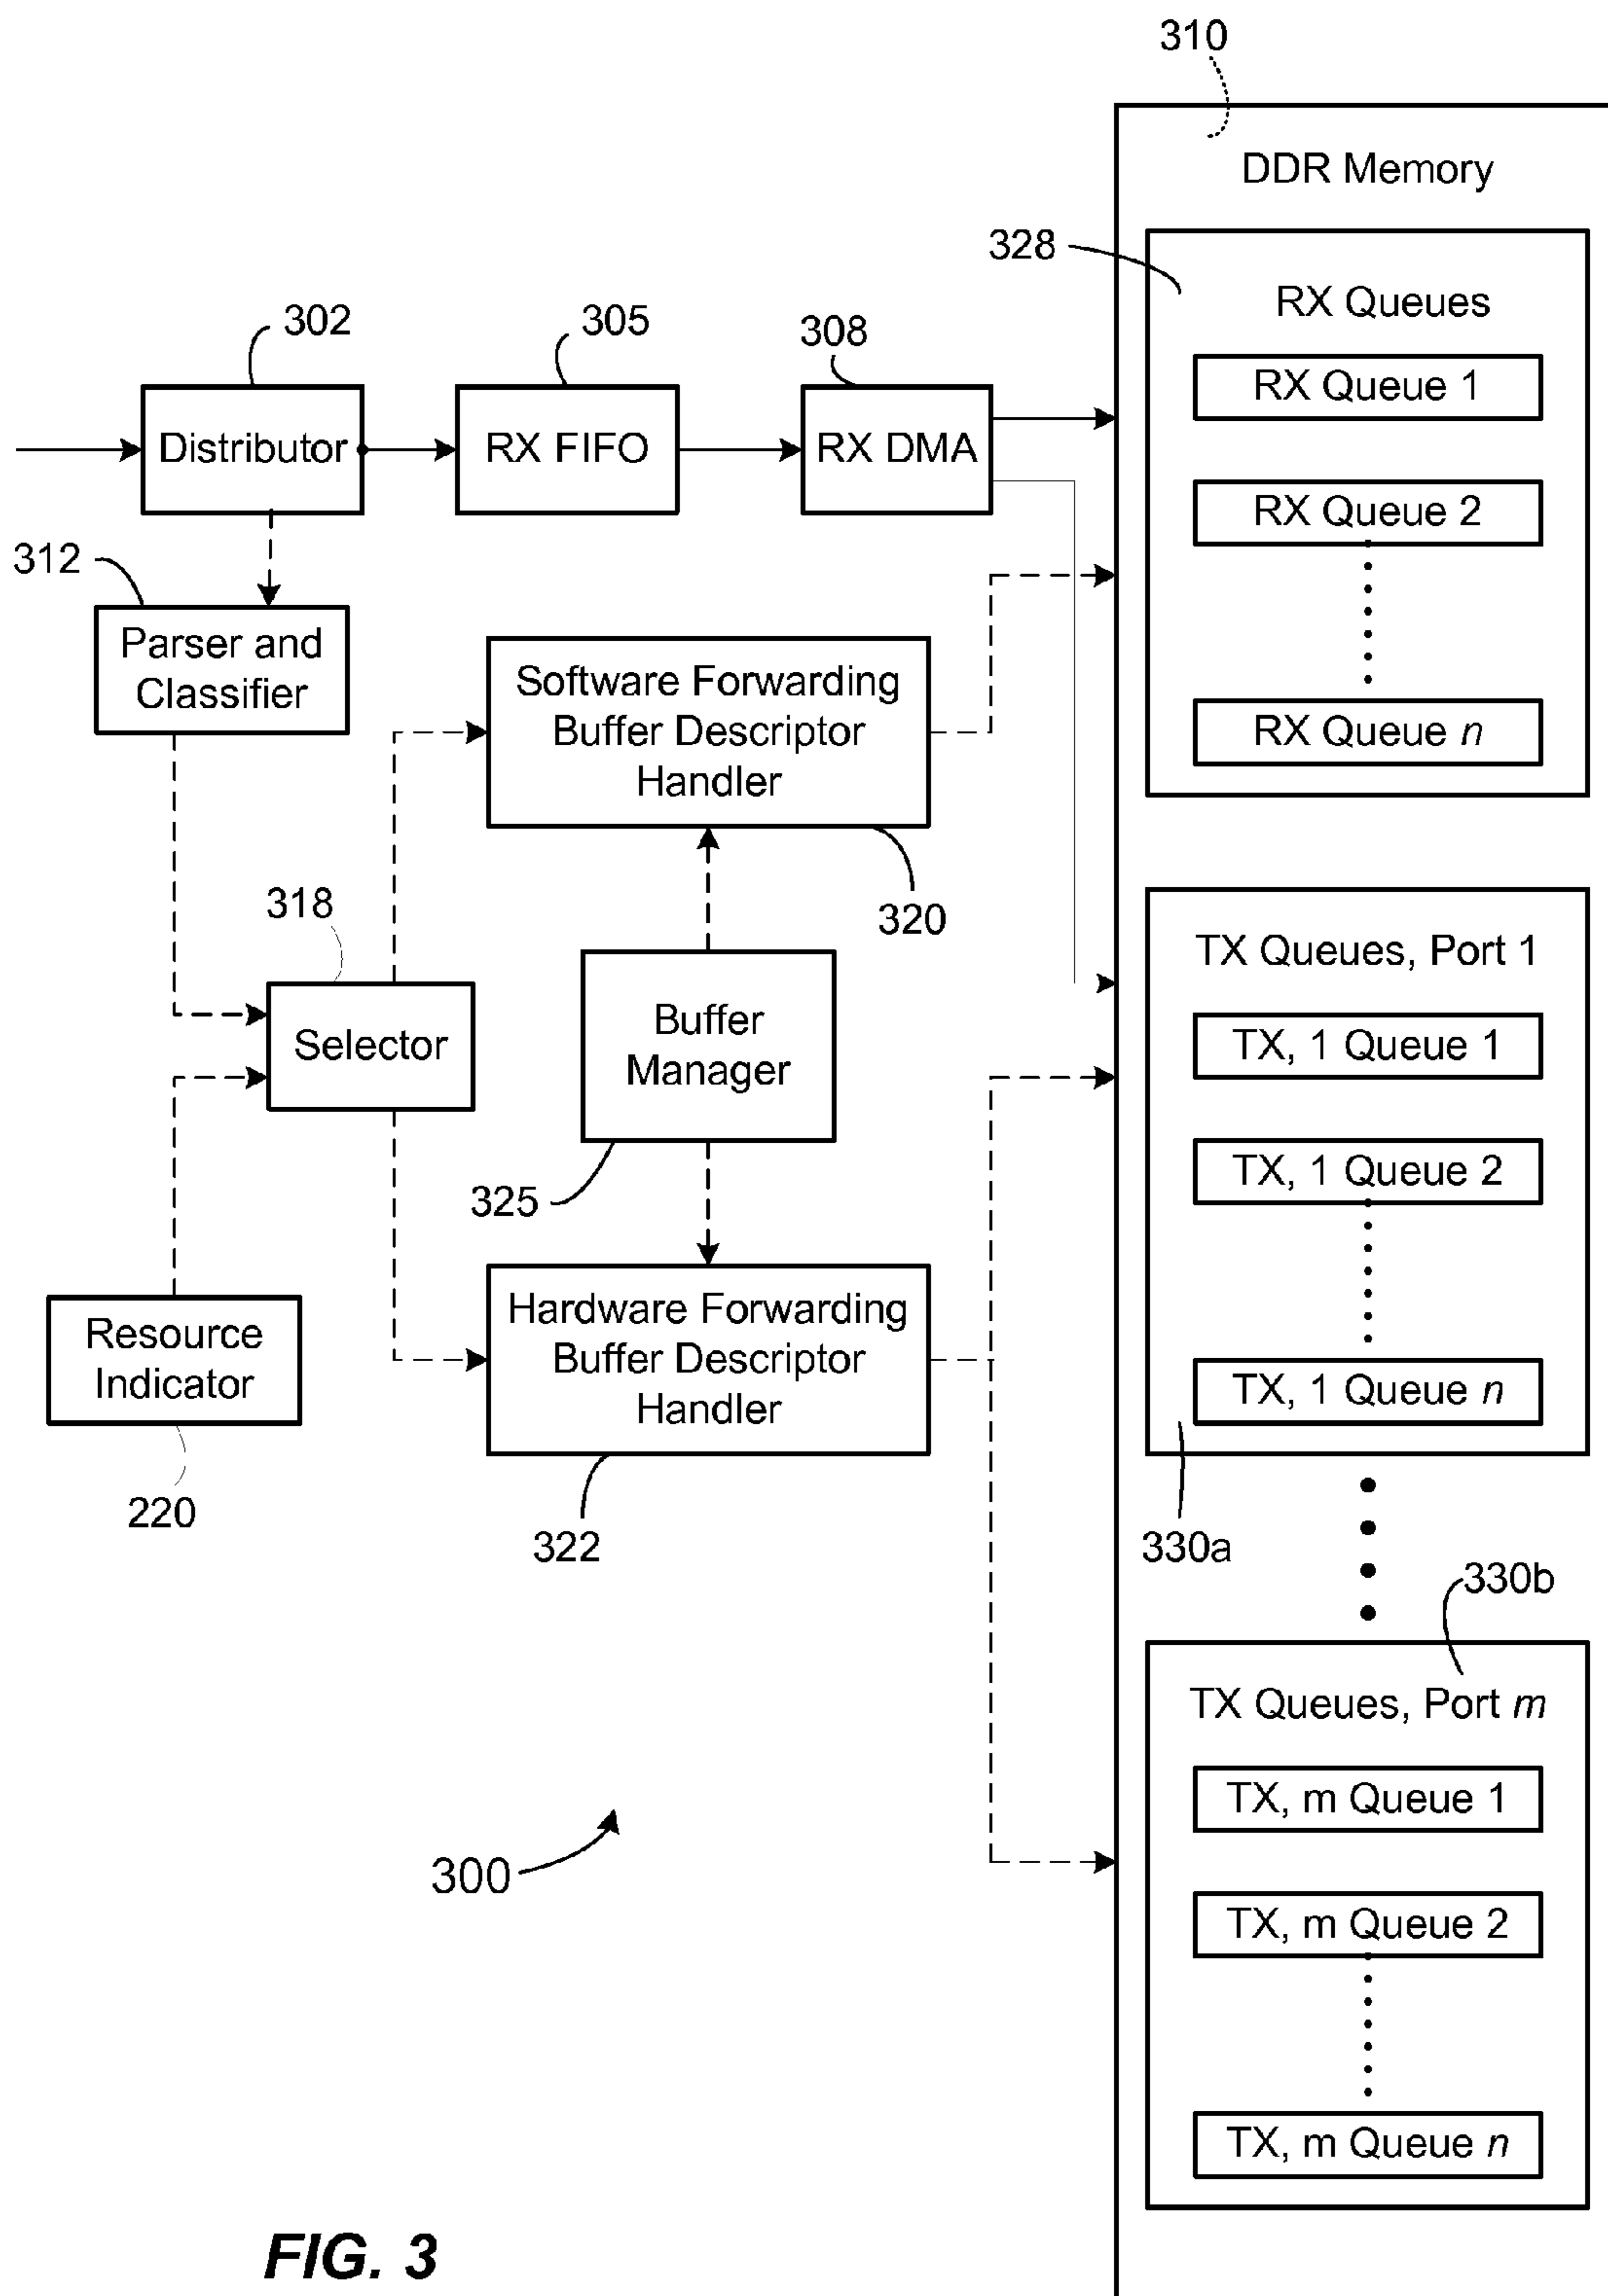 310
DDR Memory
328
RX Queues
302
305
308
RX Queue 1
Distributor
RX FIFO
RX DMA
RX Queue 2
312
Parser and
Classifier
Software Forwarding
Buffer Descriptor
Handler
RX Queue n
318
320
TX Queues, Port 1
Selector
Buffer
Manager
TX, 1 Queue 1
325
TX, 1 Queue 2
Resource
Indicator
Hardware Forwarding
Buffer Descriptor
Handler
TX, 1 Queue n
220
322
330a
330b
TX Queues, Port m
TX, m Queue 1
300
TX, m Queue 2
TX, m Queue n
FIG. 3